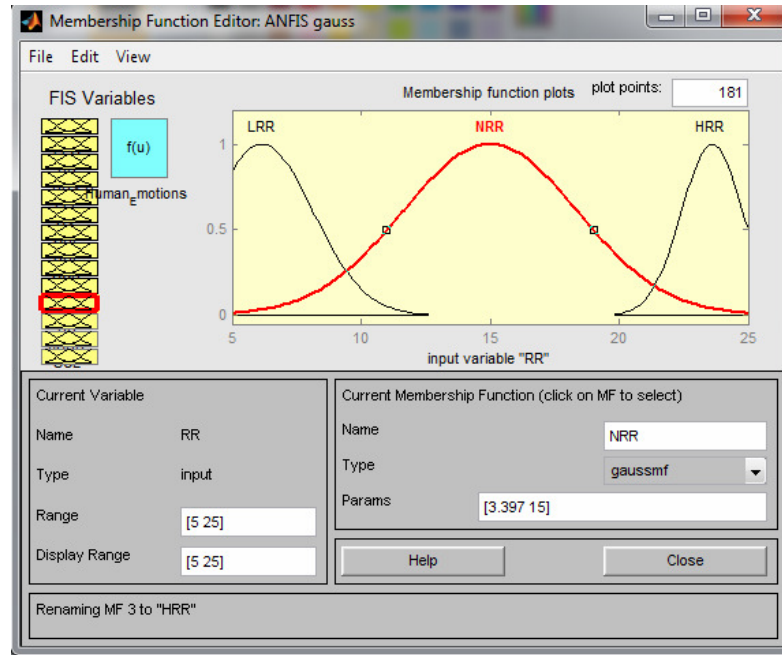 Membership Function Editor: ANFIS gauss
File Edit View
FIS Variables
f(u)
Human_Emotions
Membership function plots
plot points:
181
LRR
NRR
HRR
1
0.5
0
5
10
15
20
25
input variable "RR"
Current Variable
Name
RR
Type
input
Range
[5 25]
Display Range
[5 25]
Current Membership Function (click on MF to select)
Name
NRR
Type
gaussmf
Params
[3.397 15]
Help
Close
Renaming MF 3 to "HRR"